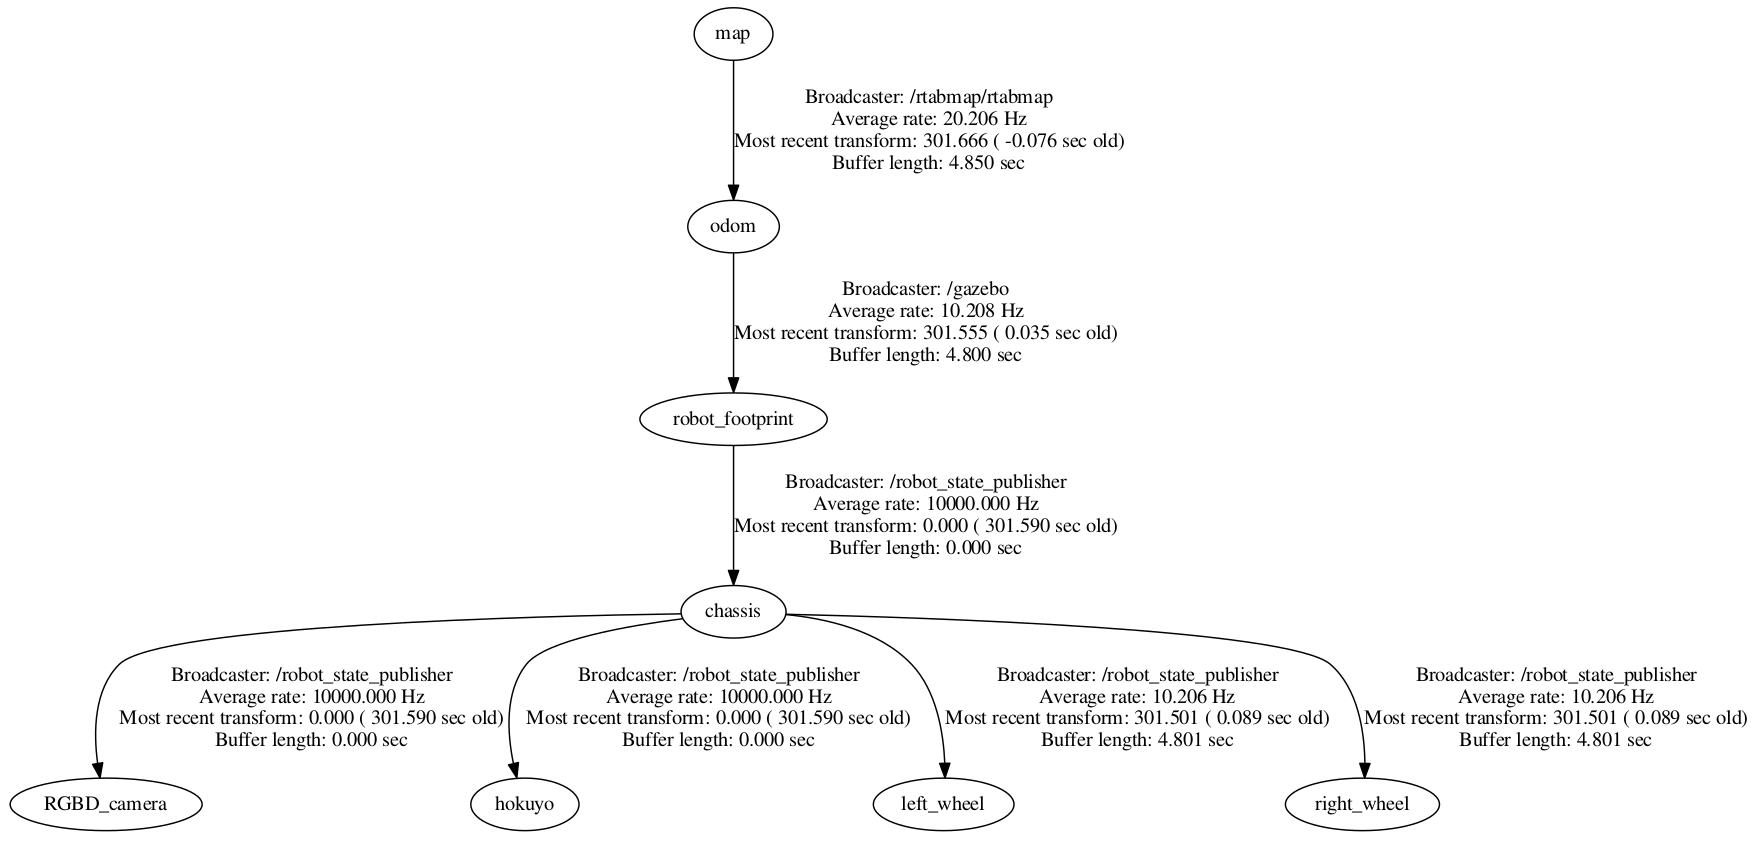 map
Broadcaster: /rtabmap/rtabmap
Average rate: 20.206 Hz
Most recent transform: 301.666 ( -0.076 sec old)
Buffer length: 4.850 sec
odom
Broadcaster: /gazebo
Average rate: 10.208 Hz
Most recent transform: 301.555 ( 0.035 sec old)
Buffer length: 4.800 sec
robot_footprint
Broadcaster: /robot_state_publisher
Average rate: 10000.000 Hz
Most recent transform: 0.000 ( 301.590 sec old)
Buffer length: 0.000 sec
chassis
Broadcaster: /robot_state_publisher
Average rate: 10000.000 Hz
Most recent transform: 0.000 ( 301.590 sec old)
Buffer length: 0.000 sec
Broadcaster: /robot_state_publisher
Average rate: 10000.000 Hz
Most recent transform: 0.000 ( 301.590 sec old)
Buffer length: 0.000 sec
Broadcaster: /robot_state_publisher
Average rate: 10.206 Hz
Most recent transform: 301.501 ( 0.089 sec old)
Buffer length: 4.801 sec
Broadcaster: /robot_state_publisher
Average rate: 10.206 Hz
Most recent transform: 301.501 ( 0.089 sec old)
Buffer length: 4.801 sec
RGBD_camera
hokuyo
left_wheel
right_wheel